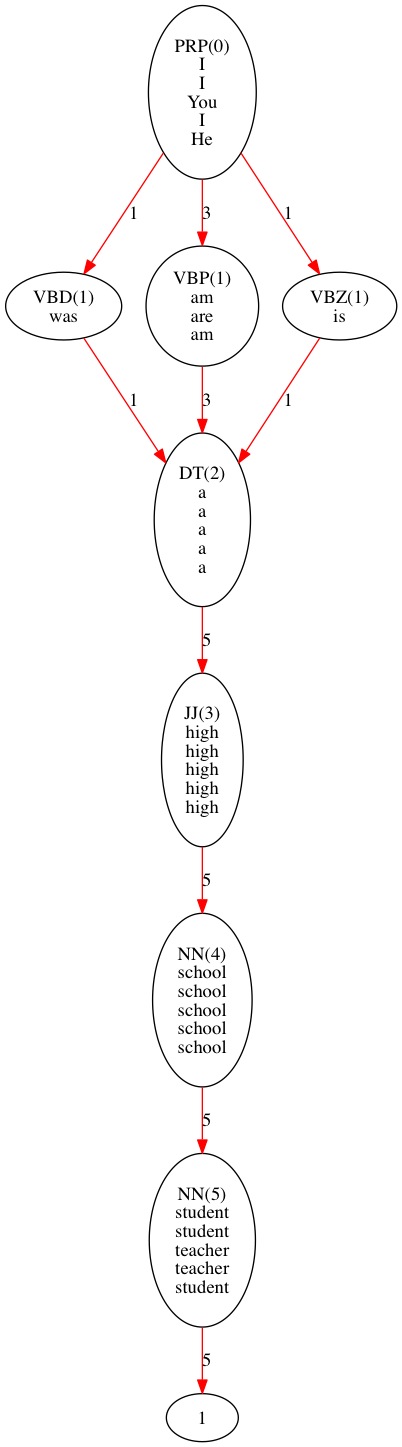 PRP(0)
I
I
You
I
He
1
3
1
VBD(1)
was
VBP(1)
am
are
am
VBZ(1)
is
1
3
1
DT(2)
a
a
a
a
a
5
JJ(3)
high
high
high
high
high
5
NN(4)
school
school
school
school
school
5
NN(5)
student
student
teacher
teacher
student
5
1